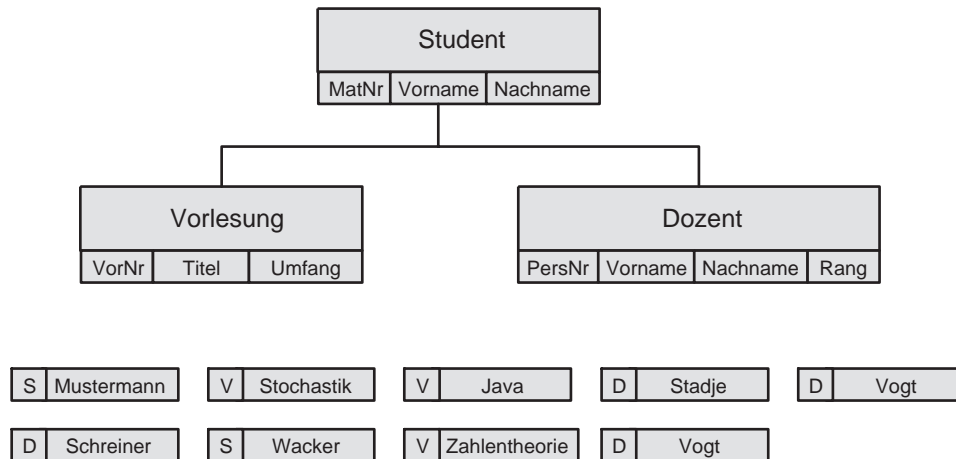 Student
MatNr Vorname Nachname
Vorlesung Dozent
VorNr Titel Umfang PersNr Vorname Nachname Rang
S Mustermann V Stochastik V Java D Stadje D Vogt
D Schreiner S Wacker V Zahlentheorie D Vogt